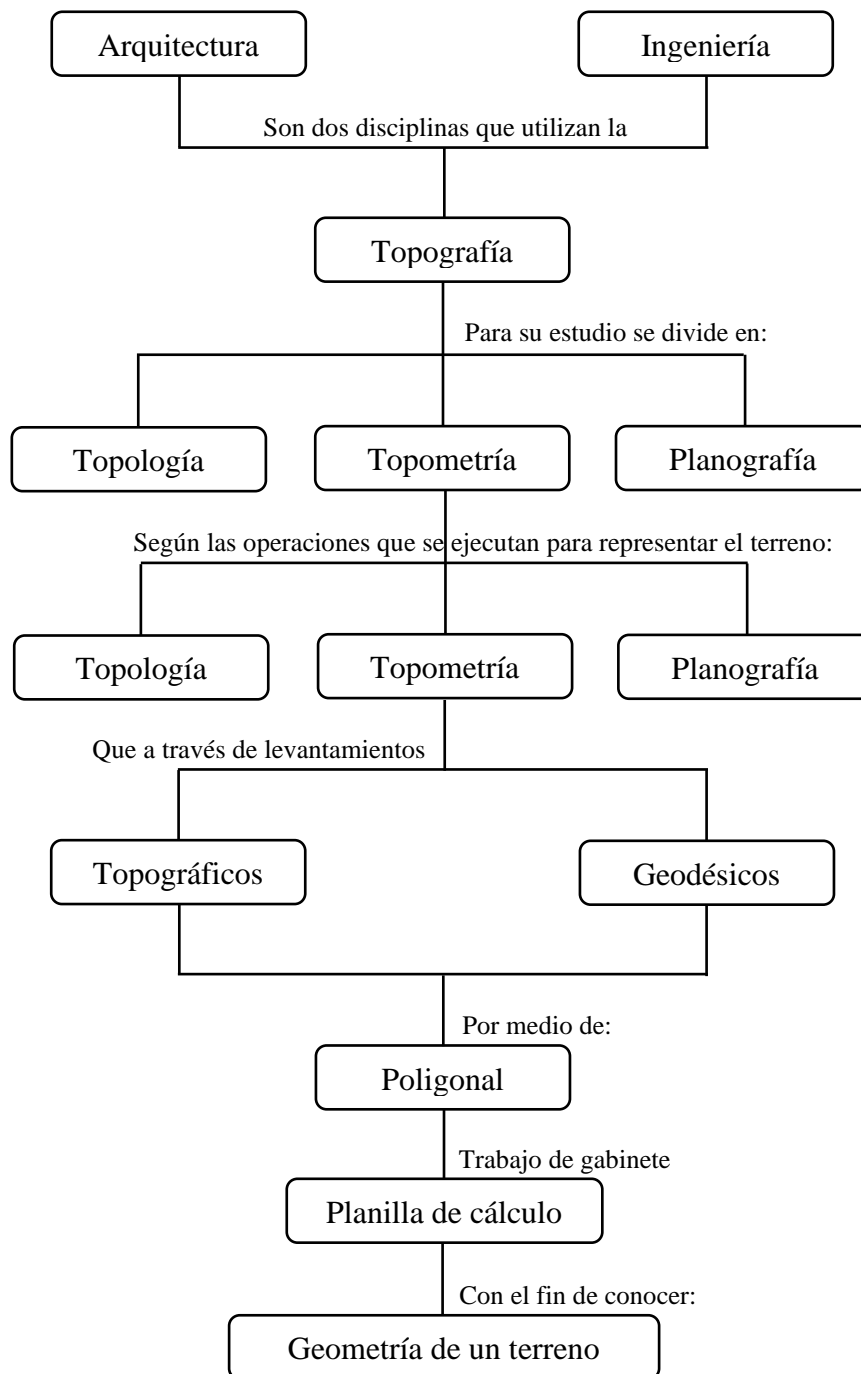 Arquitectura
Ingeniería
Son dos disciplinas que utilizan la
Topografía
Para su estudio se divide en:
Topología
Topometría
Planografía
Según las operaciones que se ejecutan para representar el terreno:
Topología
Topometría
Planografía
Que a través de levantamientos
Topográficos
Geodésicos
Por medio de:
Poligonal
Trabajo de gabinete
Planilla de cálculo
Con el fin de conocer:
Geometría de un terreno